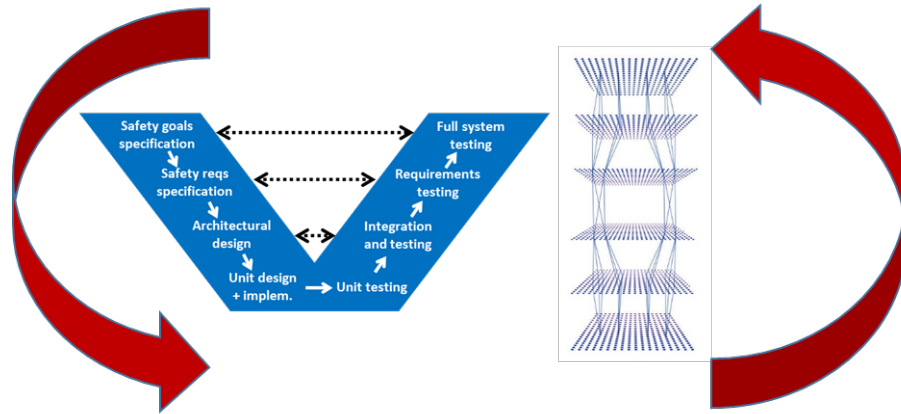 Safety goals
specification
Safety reqs
specification
Architectural
design
Unit design
+ implem.
Unit testing
Integration
and testing
Requirements
testing
Full system
testing